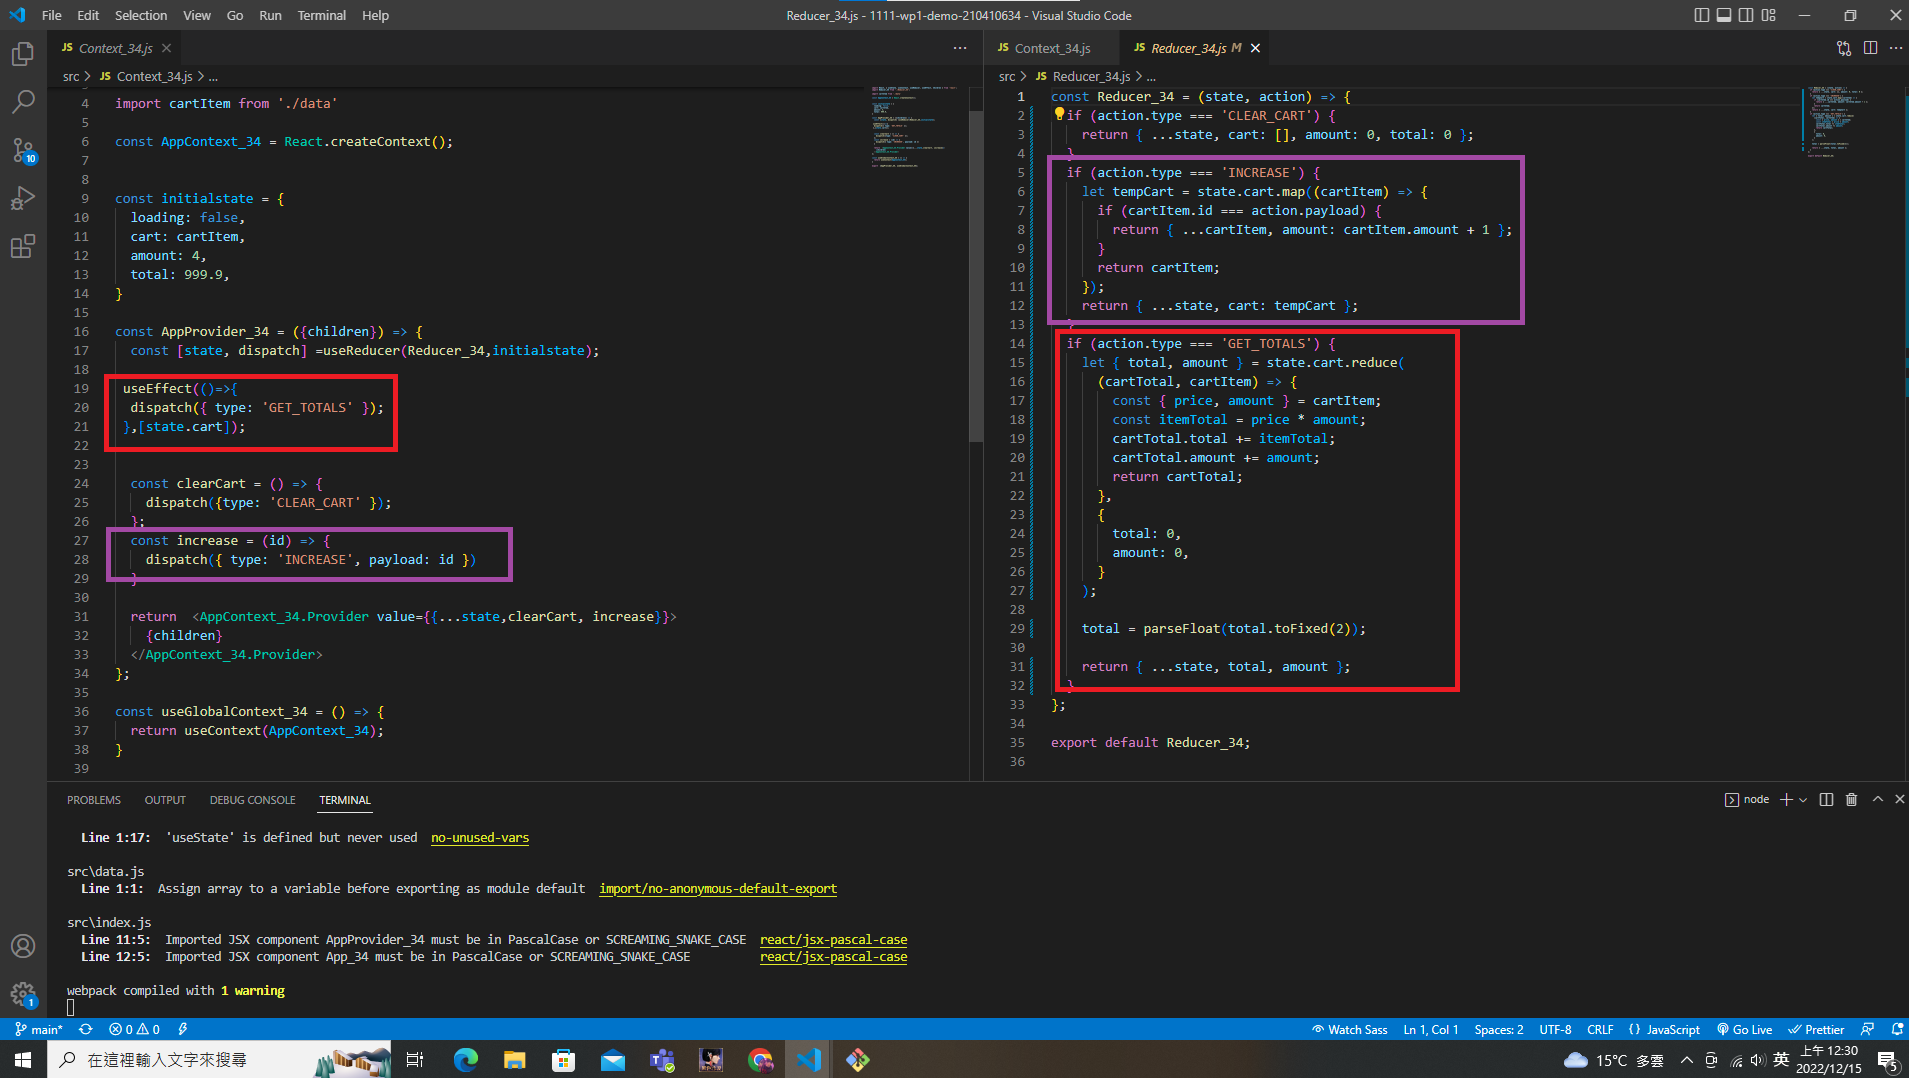 File Edit Selection View Go Run Terminal Help
Reducer_34.js - 1111-wp1-demo-210410634 - Visual Studio Code
JS Context_34.js
src > JS Context_34.js > ...
4 import cartItem from './data'
5
6 const AppContext_34 = React.createContext();
7
8
9 const initialstate = {
10 loading: false,
11 cart: cartItem,
12 amount: 4,
13 total: 999.9,
14 }
15
16 const AppProvider_34 = ({children}) => {
17 const [state, dispatch] =useReducer(Reducer_34,initialstate);
18
19 useEffect(()=>{
20 dispatch({ type: 'GET_TOTALS' });
21 },[state.cart]);
22
23
24 const clearCart = () => {
25 dispatch({type: 'CLEAR_CART' });
26 };
27 const increase = (id) => {
28 dispatch({ type: 'INCREASE', payload: id })
29 }
30
31 return <AppContext_34.Provider value={{...state,clearCart, increase}}>
32 {children}
33 </AppContext_34.Provider>
34 };
35
36 const useGlobalContext_34 = () => {
37 return useContext(AppContext_34);
38 }
39
JS Context_34.js
JS Reducer_34.js M
src > JS Reducer_34.js > ...
1 const Reducer_34 = (state, action) => {
2 if (action.type === 'CLEAR_CART') {
3 return { ...state, cart: [], amount: 0, total: 0 };
4 }
5 if (action.type === 'INCREASE') {
6 let tempCart = state.cart.map((cartItem) => {
7 if (cartItem.id === action.payload) {
8 return { ...cartItem, amount: cartItem.amount + 1 };
9 }
10 return cartItem;
11 });
12 return { ...state, cart: tempCart };
13 }
14 if (action.type === 'GET_TOTALS') {
15 let { total, amount } = state.cart.reduce(
16 (cartTotal, cartItem) => {
17 const { price, amount } = cartItem;
18 const itemTotal = price * amount;
19 cartTotal.total += itemTotal;
20 cartTotal.amount += amount;
21 return cartTotal;
22 },
23 {
24 total: 0,
25 amount: 0,
26 }
27 );
28
29 total = parseFloat(total.toFixed(2));
30
31 return { ...state, total, amount };
32 }
33 };
34
35 export default Reducer_34;
36
PROBLEMS OUTPUT DEBUG CONSOLE TERMINAL
node
Line 1:17: 'useState' is defined but never used no-unused-vars
src\data.js
Line 1:1: Assign array to a variable before exporting as module default import/no-anonymous-default-export
src\index.js
Line 11:5: Imported JSX component AppProvider_34 must be in PascalCase or SCREAMING_SNAKE_CASE react/jsx-pascal-case
Line 12:5: Imported JSX component App_34 must be in PascalCase or SCREAMING_SNAKE_CASE react/jsx-pascal-case
webpack compiled with 1 warning
10
1
main* 0 0
Watch Sass Ln 1, Col 1 Spaces: 2 UTF-8 CRLF {} JavaScript Go Live Prettier
在這裡輸入文字來搜尋
15°C 多雲
英
上午 12:30
2022/12/15
5